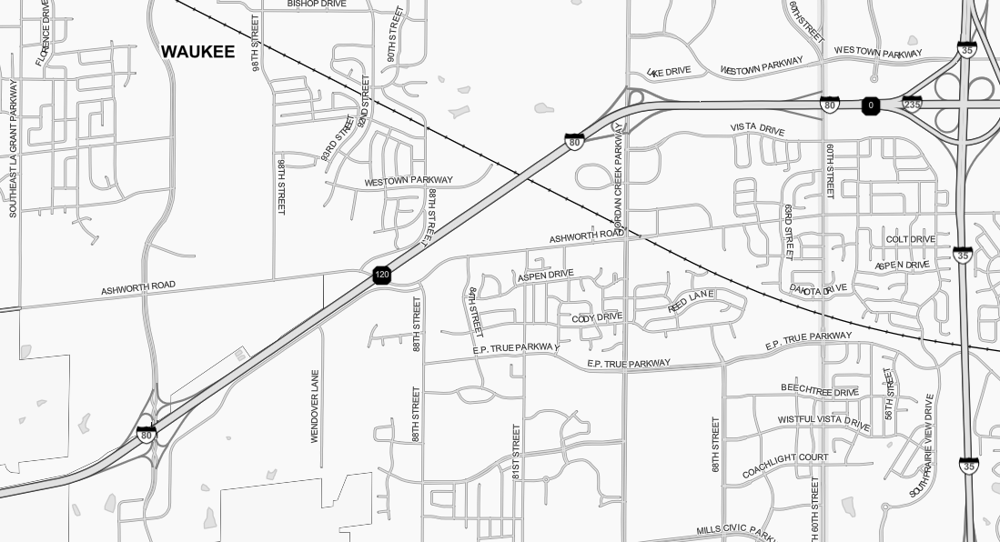 BISHOP DRIVE
FLORENCE DRIVE
98TH STREET
90TH STREET
60TH STREET
WAUKEE
WESTOWN PARKWAY
35
LAKE DRIVE
WESTOWN PARKWAY
SOUTHEAST LA GRANT PARKWAY
92ND STREET
80
0
235
93RD STREET
VISTA DRIVE
80
JORDAN CREEK PARKWAY
60TH STREET
98TH STREET
WESTOWN PARKWAY
88TH STREET
63RD STREET
ASHWORTH ROAD
COLT DRIVE
35
ASPEN DRIVE
120
ASPEN DRIVE
ASHWORTH ROAD
DAKOTA DRIVE
84TH STREET
REED LANE
88TH STREET
CODY DRIVE
E.P. TRUE PARKWAY
E.P. TRUE PARKWAY
E.P. TRUE PARKWAY
WENDOVER LANE
88TH STREET
BEECHTREE DRIVE
56TH STREET
80
81ST STREET
68TH STREET
WISTFUL VISTA DRIVE
SOUTH PRAIRIE VIEW DRIVE
COACHLIGHT COURT
35
H 60TH STREET
MILLS CIVIC PARK